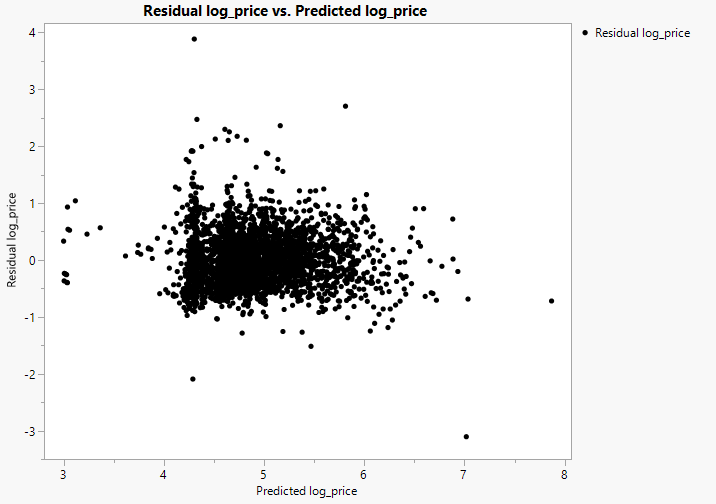 Residual log_price vs. Predicted log_price
Residual log_price
4
3
2
1
0
-1
-2
-3
Residual log_price
3 4 5 6 7 8
Predicted log_price